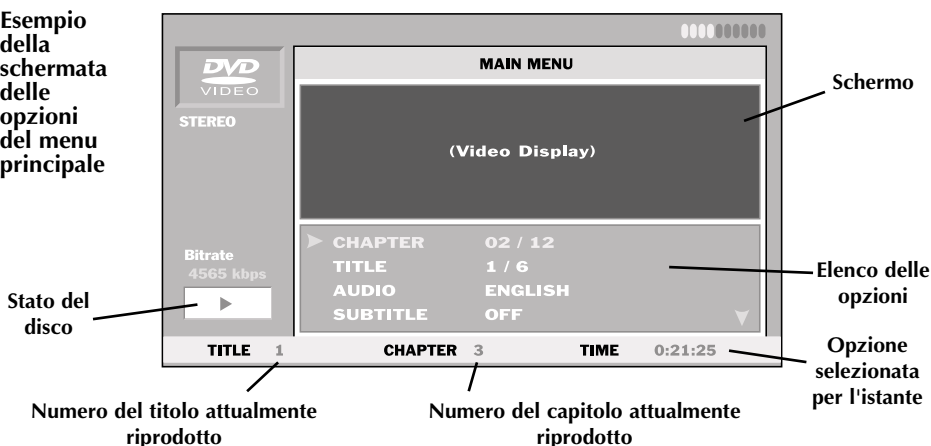 Esempio
della
schermata
delle
opzioni
del menu
principale
DVD
VIDEO
STEREO
MAIN MENU
(Video Display)
Schermo
CHAPTER 02 / 12
TITLE 1 / 6
AUDIO ENGLISH
SUBTITLE OFF
Bitrate
4565 kbps
Elenco delle
opzioni
Stato del
disco
TITLE 1 CHAPTER 3 TIME 0:21:25
Opzione
selezionata
per l'istante
Numero del titolo attualmente
riprodotto
Numero del capitolo attualmente
riprodotto